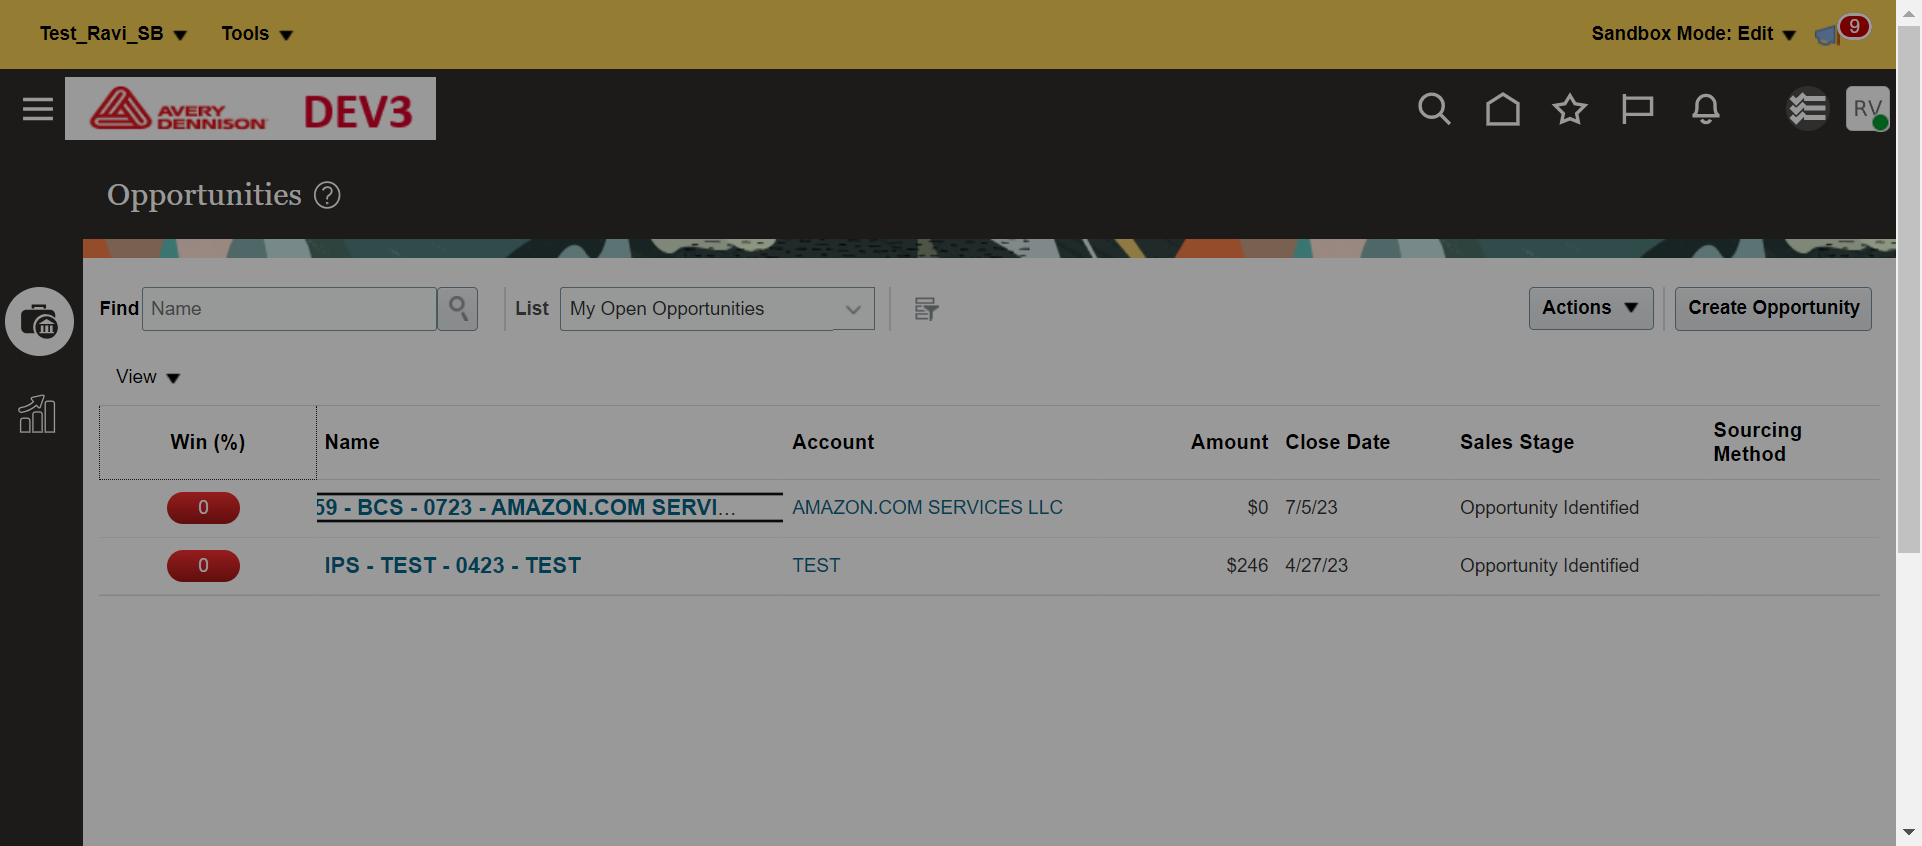 Test_Ravi_SB Tools Sandbox Mode: Edit 9
AVERY DENNISON DEV3 RV
Opportunities ?
Find Name List My Open Opportunities Actions Create Opportunity
View
Win (%) Name Account Amount Close Date Sales Stage Sourcing Method
0 59 - BCS - 0723 - AMAZON.COM SERVI... AMAZON.COM SERVICES LLC $0 7/5/23 Opportunity Identified
0 IPS - TEST - 0423 - TEST TEST $246 4/27/23 Opportunity Identified